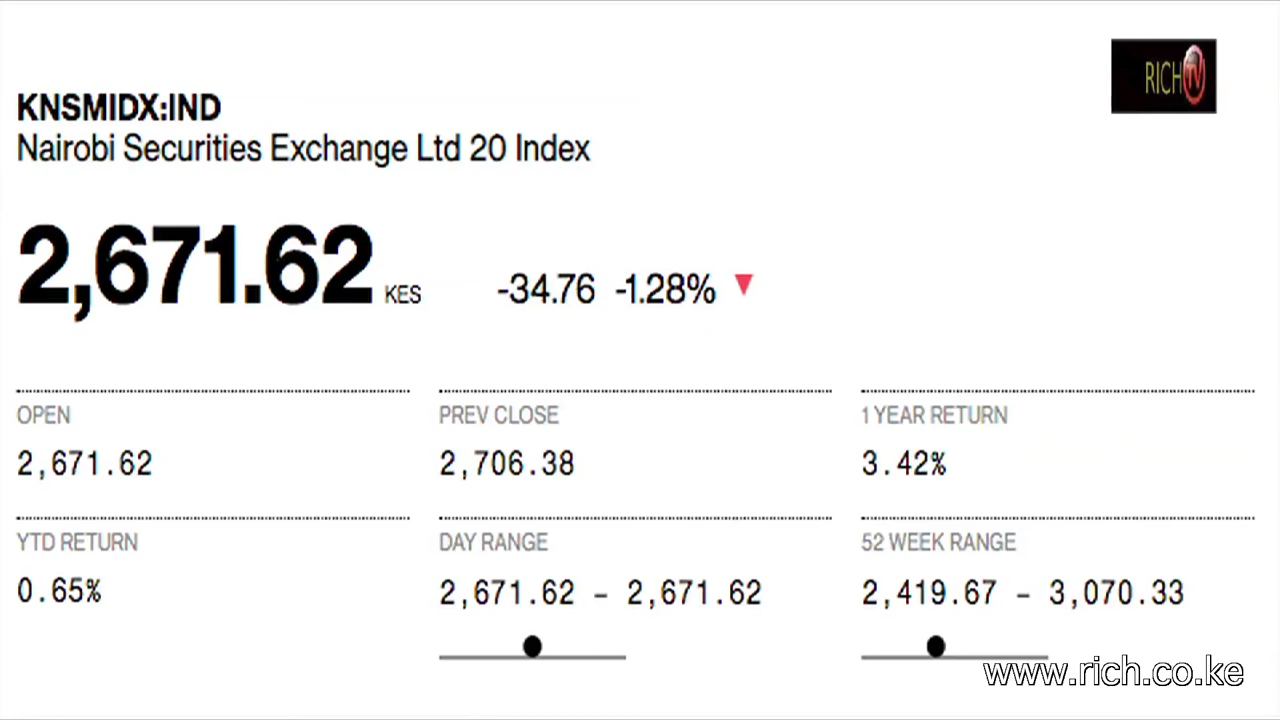 RICH TV
KNSMIDX:IND
Nairobi Securities Exchange Ltd 20 Index
2,671.62 KES -34.76 -1.28%
OPEN PREV CLOSE 1 YEAR RETURN
2,671.62 2,706.38 3.42%
YTD RETURN DAY RANGE 52 WEEK RANGE
0.65% 2,671.62 - 2,671.62 2,419.67 - 3,070.33
www.rich.co.ke